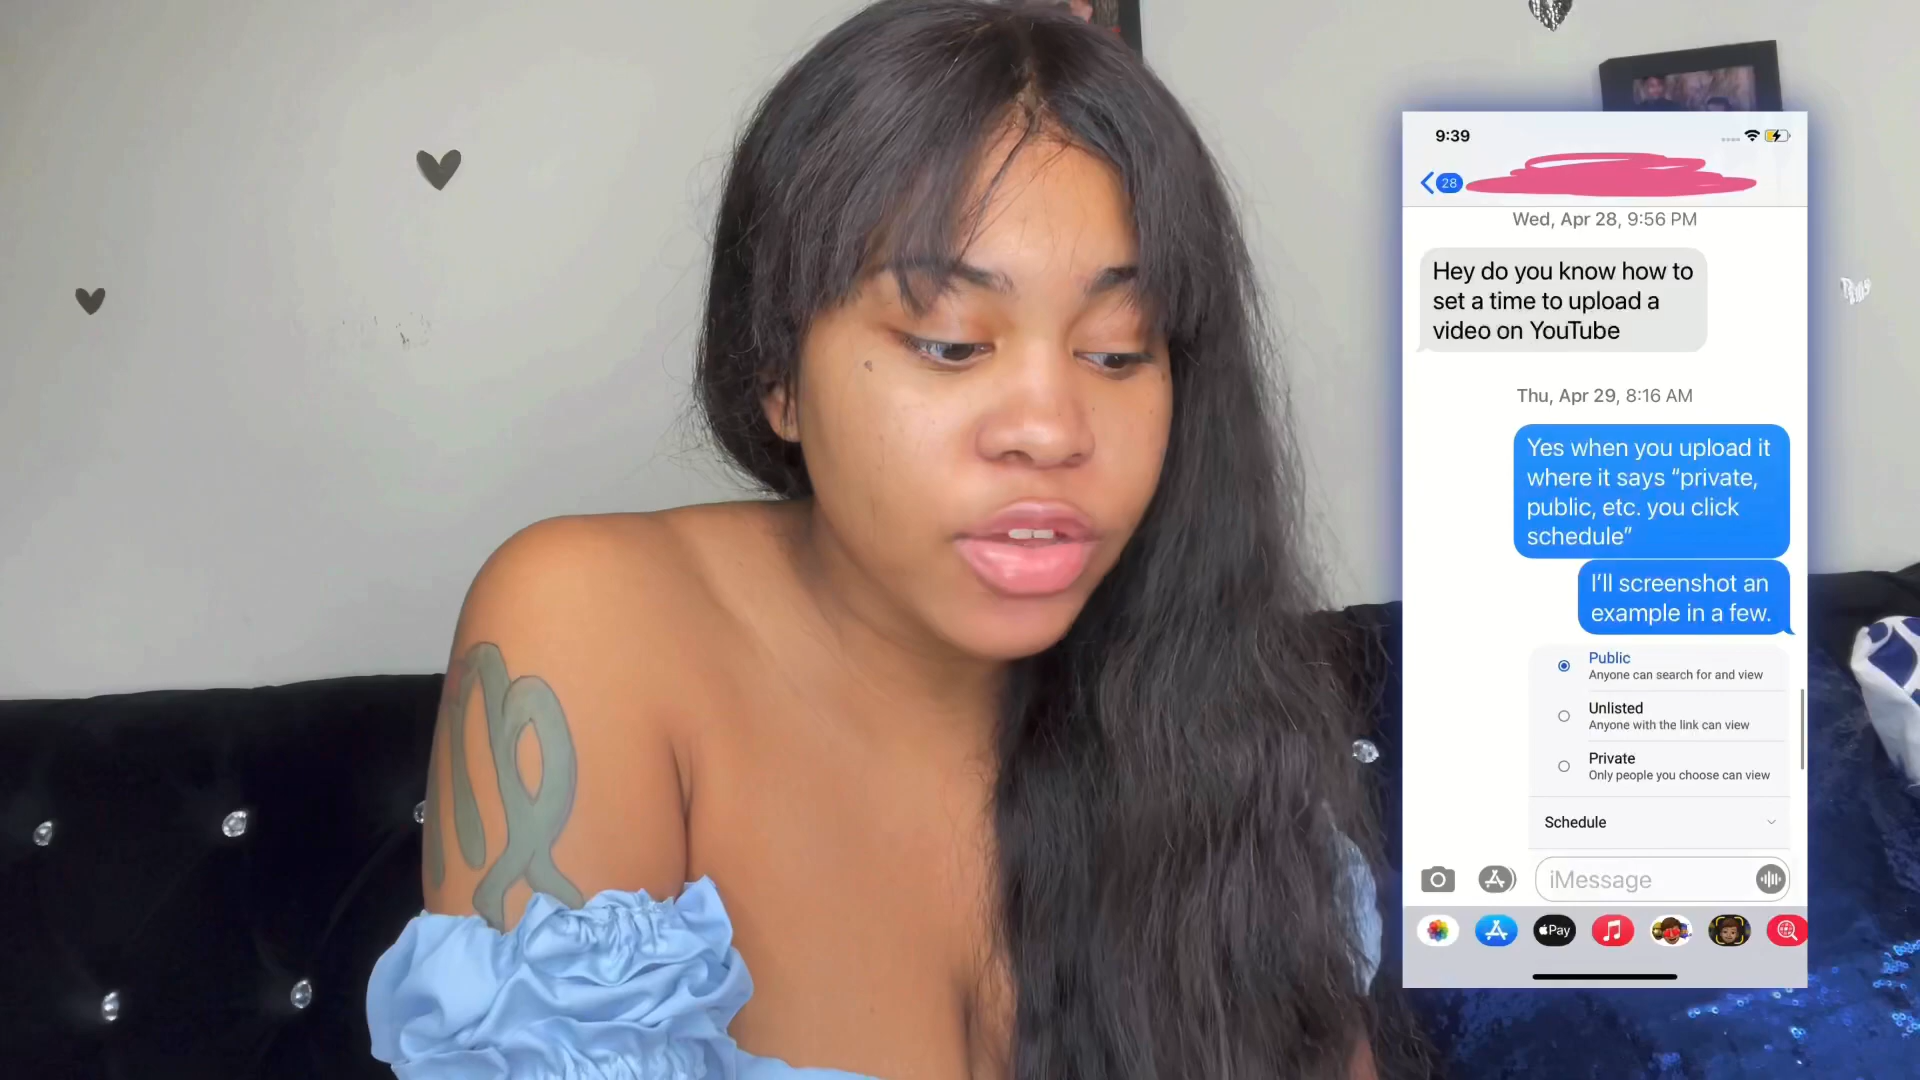 9:39
28
Wed, Apr 28, 9:56 PM
Hey do you know how to
set a time to upload a
video on YouTube
Thu, Apr 29, 8:16 AM
Yes when you upload it
where it says “private,
public, etc. you click
schedule”
I’ll screenshot an
example in a few.
Public
Anyone can search for and view
Unlisted
Anyone with the link can view
Private
Only people you choose can view
Schedule
iMessage
Pay